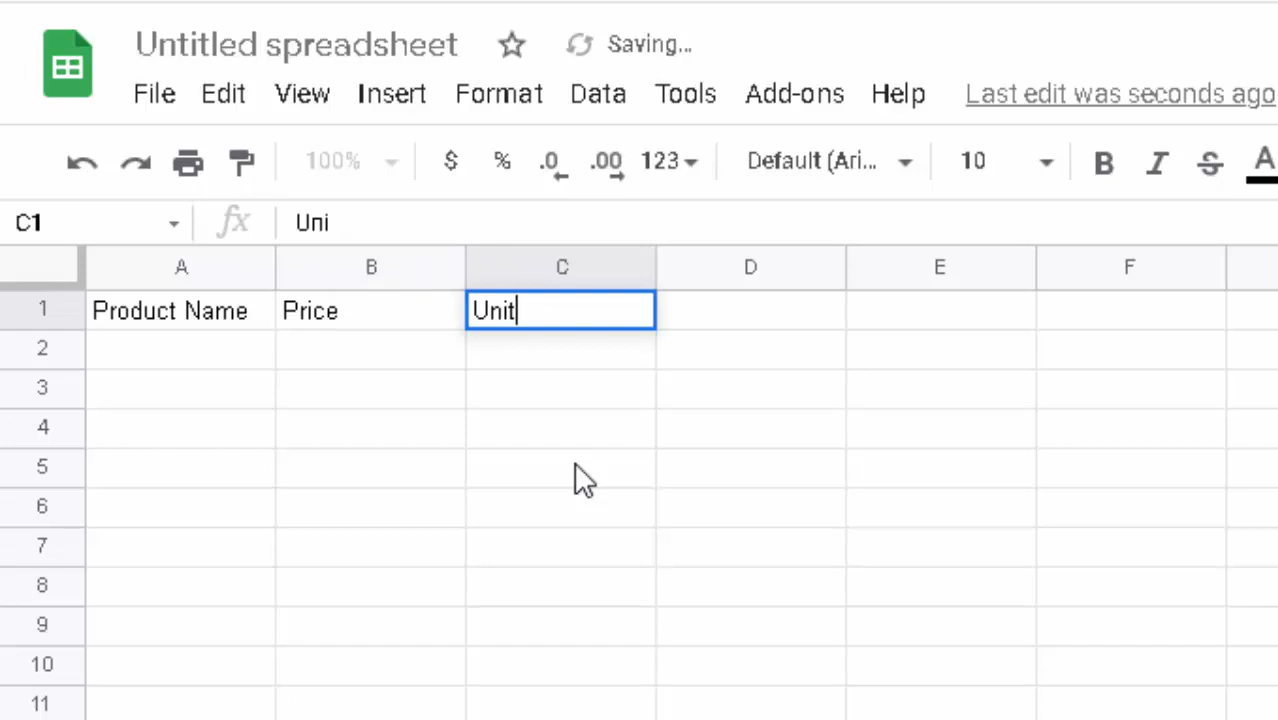 Untitled spreadsheet Saving...
File Edit View Insert Format Data Tools Add-ons Help Last edit was seconds ago
100% $ % .0 .00 123 Default (Ari... 10 B I S A
C1 fx Uni
A B C D E F
1 Product Name Price Unit
2
3
4
5
6
7
8
9
10
11